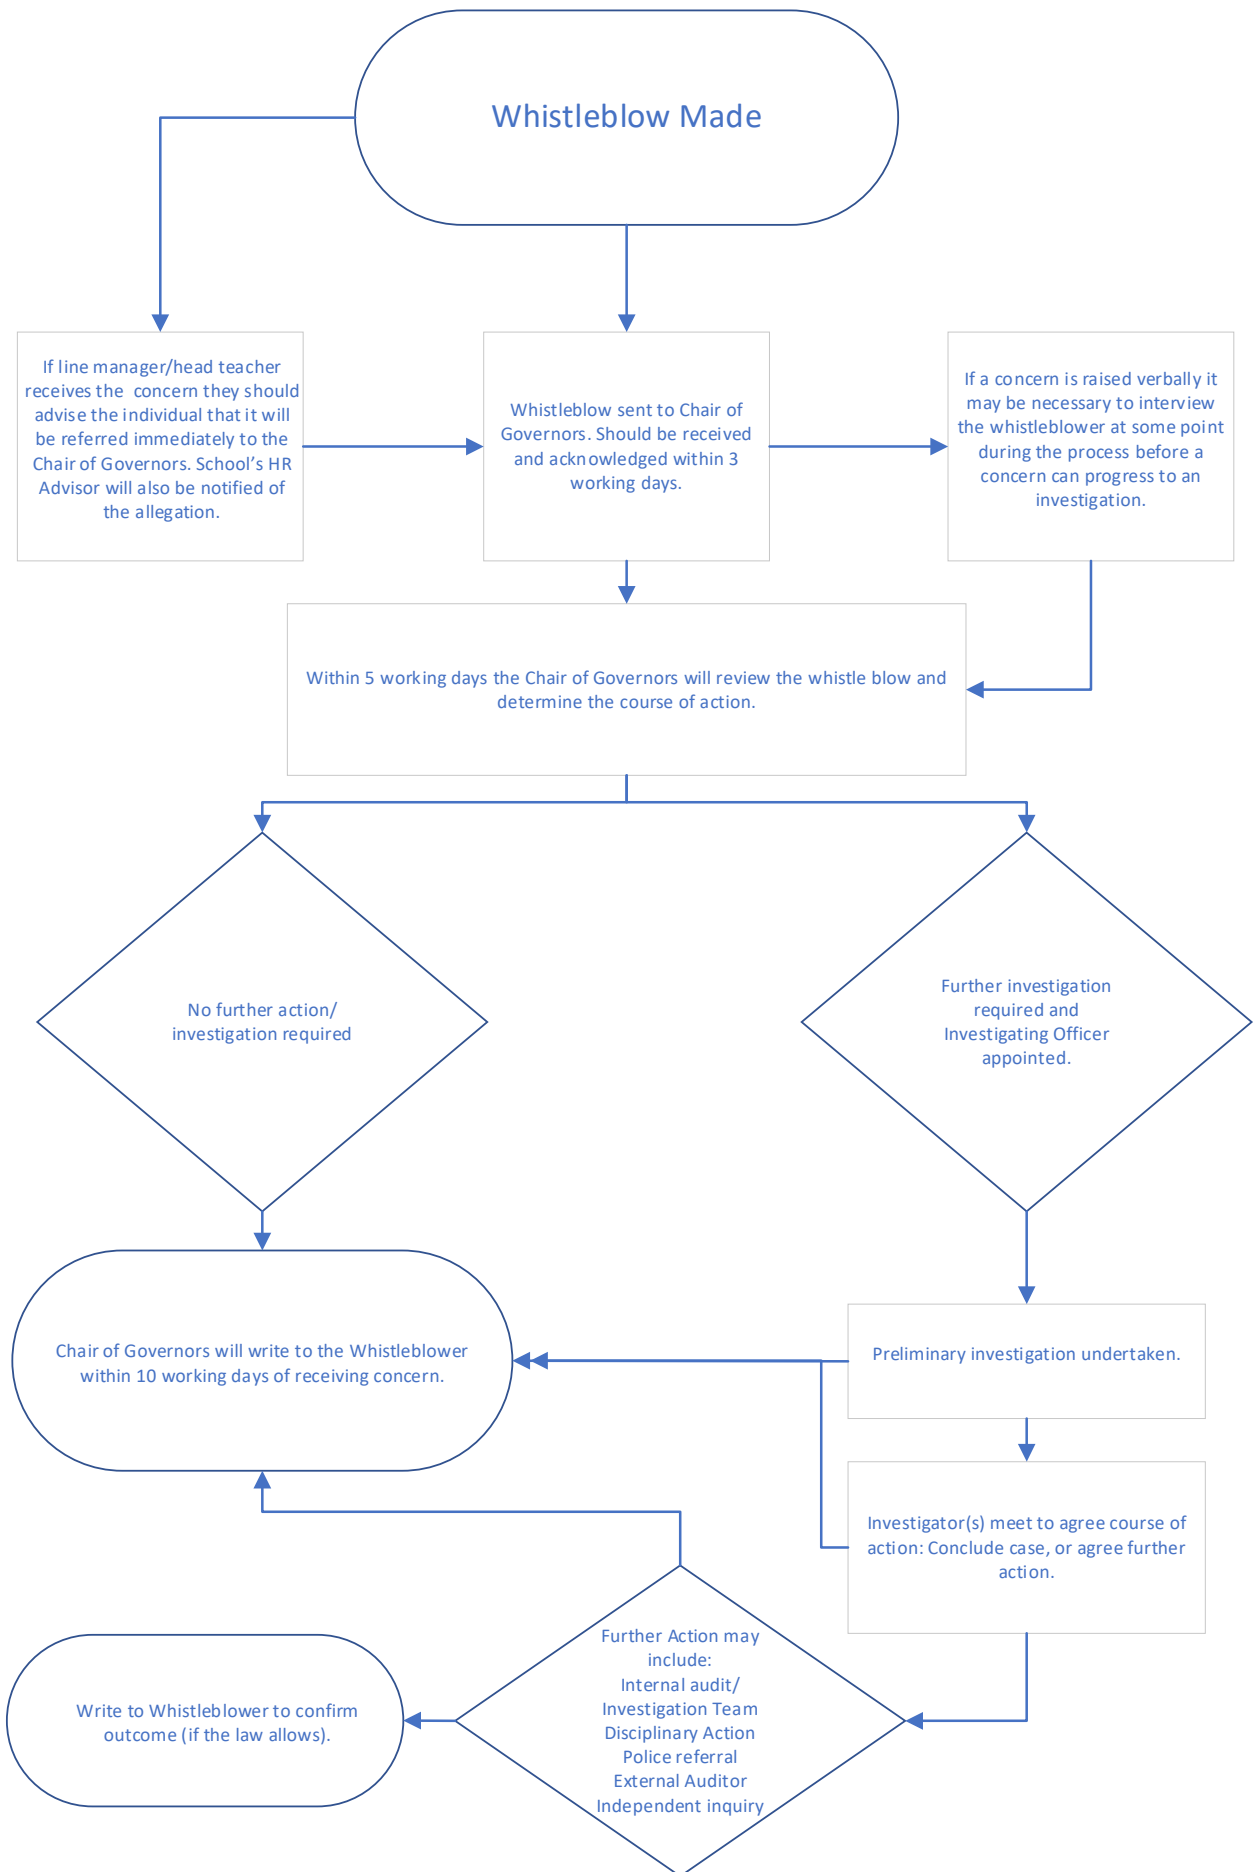 Whistleblow Made
If line manager/head teacher
receives the concern they should
advise the individual that it will
be referred immediately to the
Chair of Governors. School’s HR
Advisor will also be notified of
the allegation.
Whistleblow sent to Chair of
Governors. Should be received
and acknowledged within 3
working days.
If a concern is raised verbally it
may be necessary to interview
the whistleblower at some point
during the process before a
concern can progress to an
investigation.
Within 5 working days the Chair of Governors will review the whistle blow and
determine the course of action.
No further action/
investigation required
Further investigation
required and
Investigating Officer
appointed.
Chair of Governors will write to the Whistleblower
within 10 working days of receiving concern.
Preliminary investigation undertaken.
Investigator(s) meet to agree course of
action: Conclude case, or agree further
action.
Further Action may
include:
Internal audit/
Investigation Team
Disciplinary Action
Police referral
External Auditor
Independent inquiry
Write to Whistleblower to confirm
outcome (if the law allows).